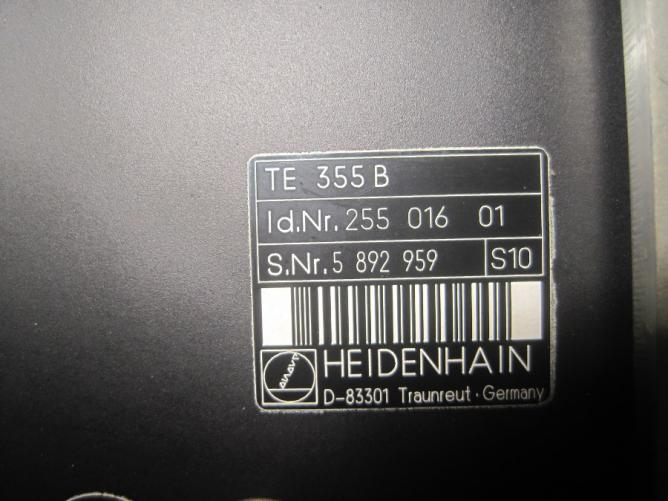 TE 355 B
Id.Nr. 255 016 01
S.Nr. 5 892 959 S10
HEIDENHAIN
D-83301 Traunreut · Germany